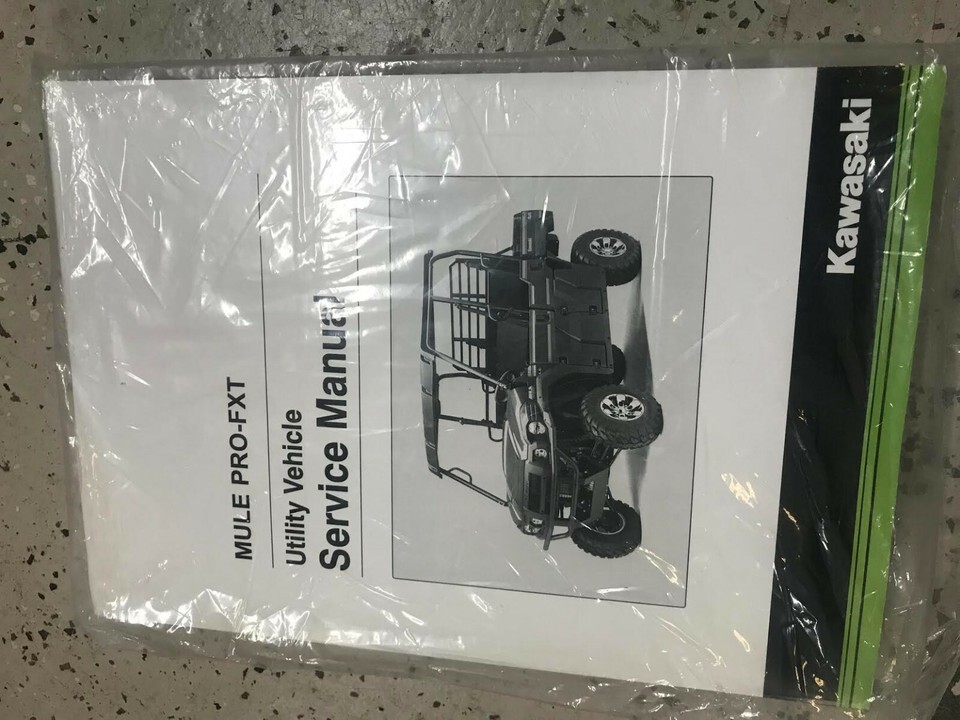 MULE PRO-FXT
Utility Vehicle
Service Manual
Kawasaki